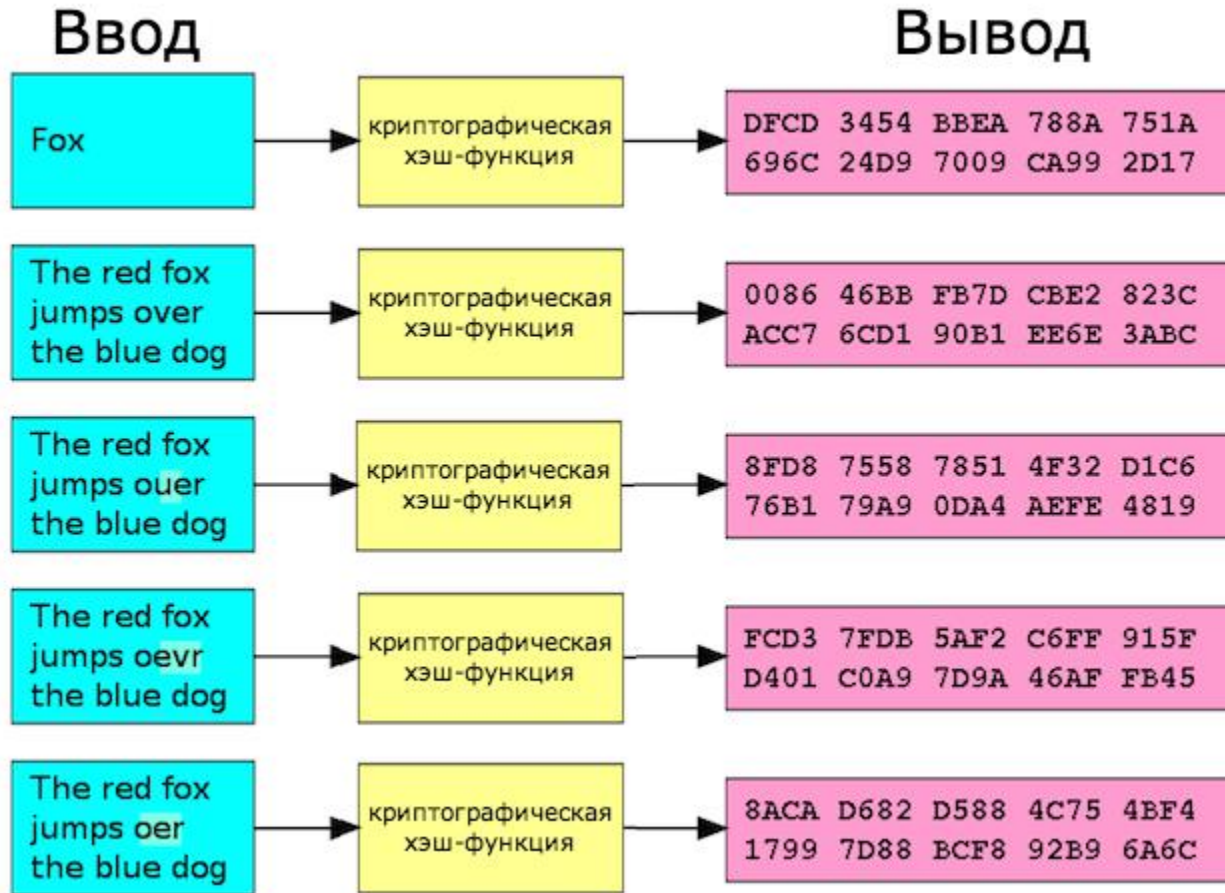 Ввод
Вывод
Fox
криптографическая
хэш-функция
DFCD 3454 BBEA 788A 751A
696C 24D9 7009 CA99 2D17
The red fox
jumps over
the blue dog
криптографическая
хэш-функция
0086 46BB FB7D CBE2 823C
ACC7 6CD1 90B1 EE6E 3ABC
The red fox
jumps ouer
the blue dog
криптографическая
хэш-функция
8FD8 7558 7851 4F32 D1C6
76B1 79A9 0DA4 AEFE 4819
The red fox
jumps oevr
the blue dog
криптографическая
хэш-функция
FCD3 7FDB 5AF2 C6FF 915F
D401 C0A9 7D9A 46AF FB45
The red fox
jumps oer
the blue dog
криптографическая
хэш-функция
8ACA D682 D588 4C75 4BF4
1799 7D88 BCF8 92B9 6A6C